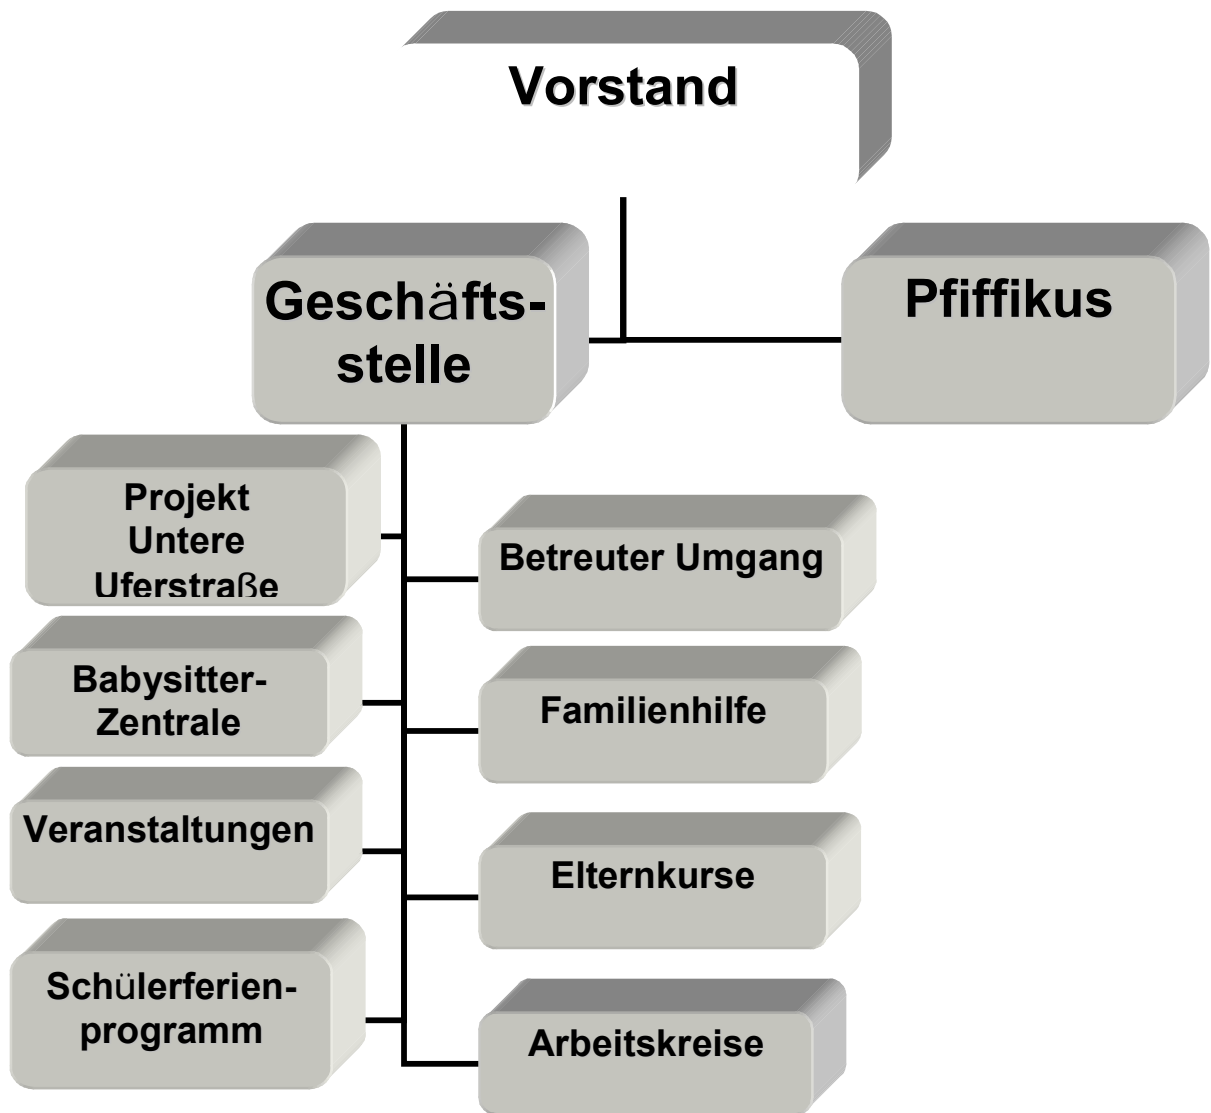 Vorstand
Geschäfts-
stelle
Pfiffikus
Projekt
Untere
Uferstraße
Betreuter Umgang
Babysitter-
Zentrale
Familienhilfe
Veranstaltungen
Elternkurse
Schülerferien-
programm
Arbeitskreise